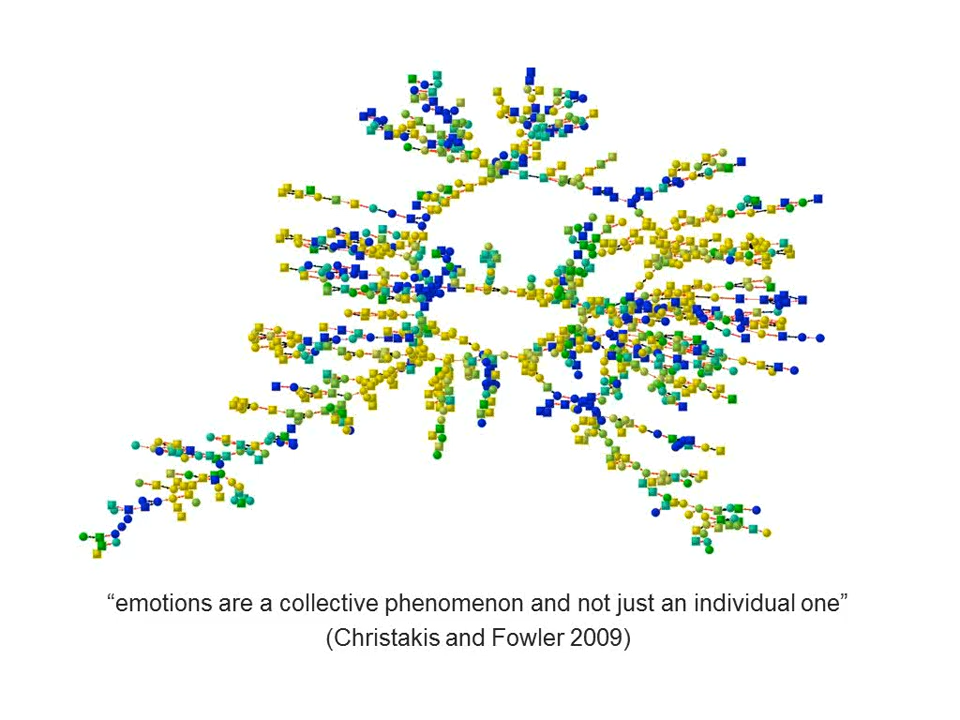 “emotions are a collective phenomenon and not just an individual one”
(Christakis and Fowler 2009)